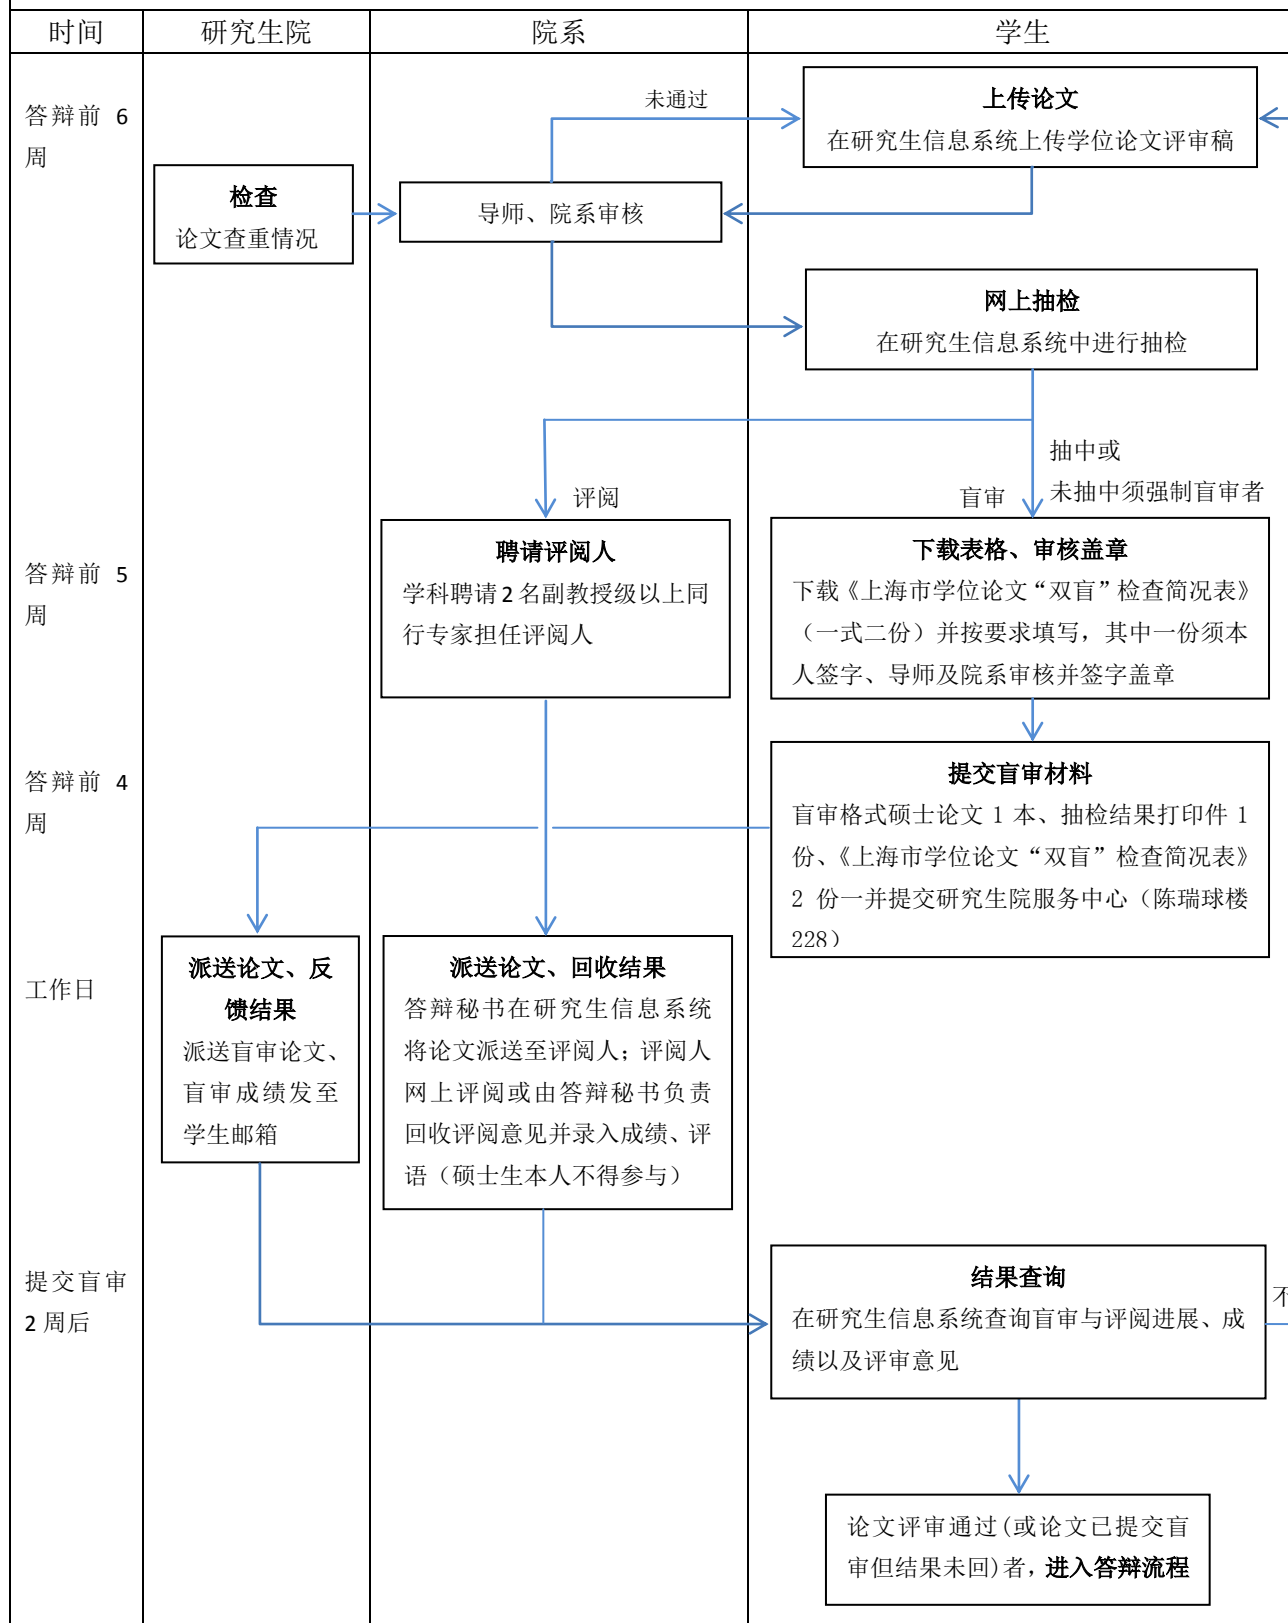 时间
研究生院
院系
学生
答辩前 6
周
未通过
上传论文
在研究生信息系统上传学位论文评审稿
检查
论文查重情况
导师、院系审核
网上抽检
在研究生信息系统中进行抽检
抽中或
未抽中须强制盲审者
盲审
评阅
答辩前 5
周
聘请评阅人
学科聘请 2 名副教授级以上同
行专家担任评阅人
下载表格、审核盖章
下载《上海市学位论文“双盲”检查简况表》
（一式二份）并按要求填写，其中一份须本
人签字、导师及院系审核并签字盖章
答辩前 4
周
提交盲审材料
盲审格式硕士论文 1 本、抽检结果打印件 1
份、《上海市学位论文“双盲”检查简况表》
2 份一并提交研究生院服务中心（陈瑞球楼
228）
工作日
派送论文、反
馈结果
派送盲审论文、
盲审成绩发至
学生邮箱
派送论文、回收结果
答辩秘书在研究生信息系统
将论文派送至评阅人；评阅人
网上评阅或由答辩秘书负责
回收评阅意见并录入成绩、评
语（硕士生本人不得参与）
提交盲审
2 周后
结果查询
在研究生信息系统查询盲审与评阅进展、成
绩以及评审意见
不
论文评审通过(或论文已提交盲
审但结果未回)者，进入答辩流程